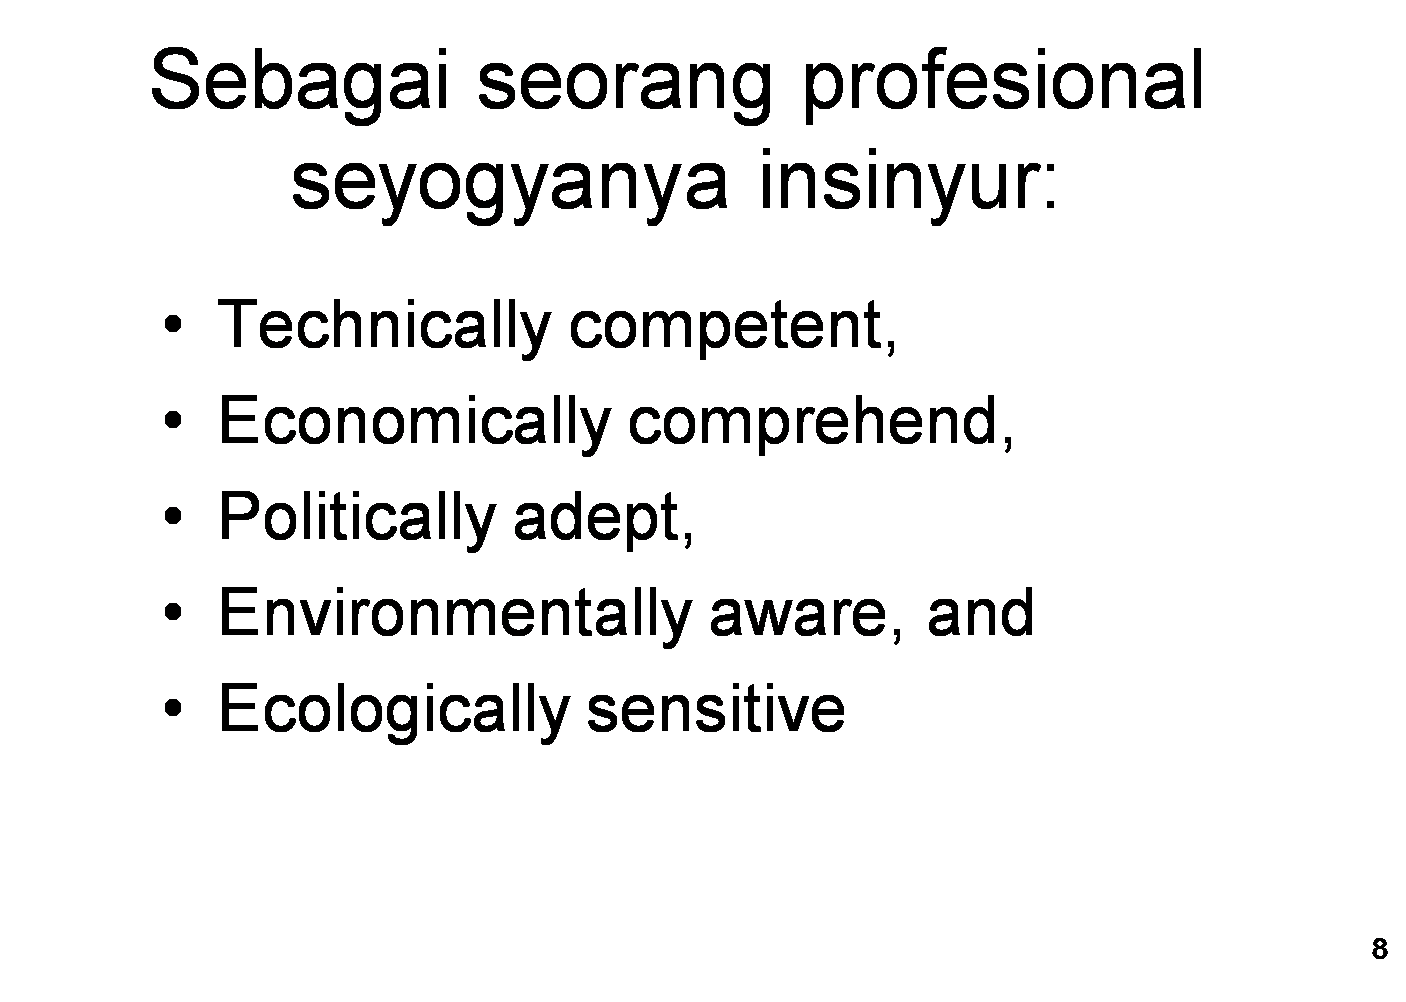 Sebagai seorang profesional
seyogyanya insinyur:
• Technically competent,
• Economically comprehend,
• Politically adept,
• Environmentally aware, and
• Ecologically sensitive
8